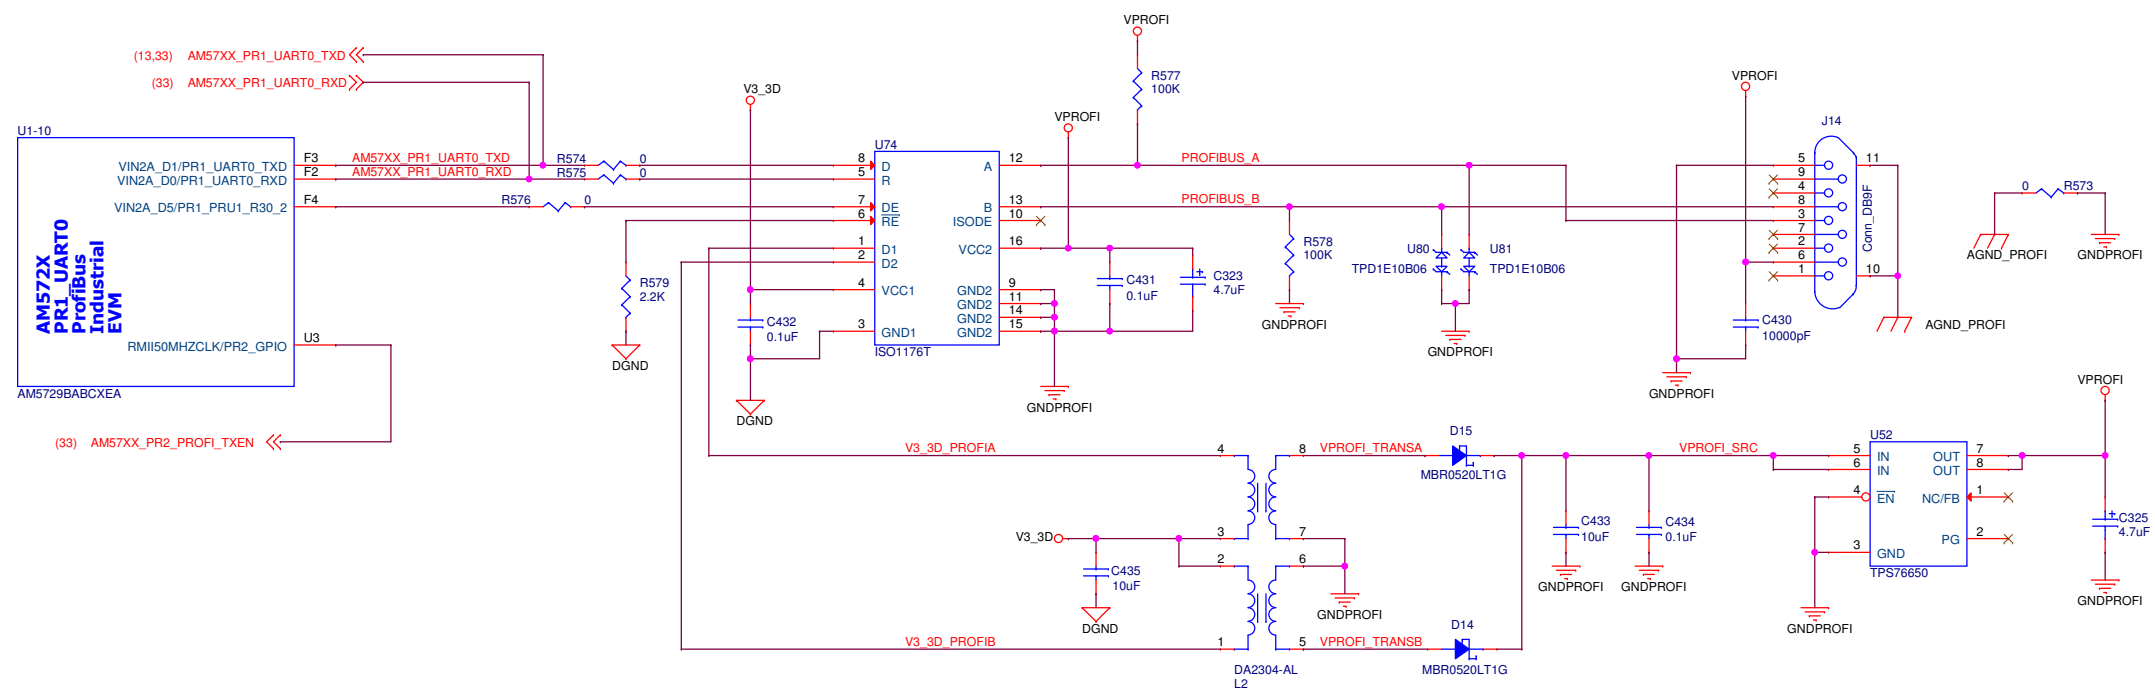 VPROFI
(13,33) AM57XX_PR1_UART0_TXD
(33) AM57XX_PR1_UART0_RXD
R577
100K
V3_3D
VPROFI
VPROFI
U1-10
VIN2A_D1/PR1_UART0_TXD
VIN2A_D0/PR1_UART0_RXD
VIN2A_D5/PR1_PRU1_R30_2
RMII50MHZCLK/PR2_GPIO
AM572X
PR1_UART0
ProfiBus
Industrial
EVM
AM5729BABCXEA
F3
F2
F4
U3
AM57XX_PR1_UART0_TXD
AM57XX_PR1_UART0_RXD
R574 0
R575 0
R576 0
(33) AM57XX_PR2_PROFI_TXEN
R579
2.2K
DGND
C432
0.1uF
DGND
U74
8 D
5 R
7 DE
6 RE
1 D1
2 D2
4 VCC1
3 GND1
A 12
B 13
ISODE 10
VCC2 16
GND2 9
GND2 11
GND2 14
GND2 15
ISO1176T
PROFIBUS_A
PROFIBUS_B
C431
0.1uF
C323
4.7uF
+
GNDPROFI
R578
100K
GNDPROFI
U80
TPD1E10B06
U81
TPD1E10B06
GNDPROFI
J14
5
9
4
8
3
7
2
6
1
11
10
Conn_DB9F
C430
10000pF
GNDPROFI
AGND_PROFI
0 R573
AGND_PROFI
GNDPROFI
V3_3D_PROFIA
V3_3D_PROFIB
V3_3D
C435
10uF
DGND
4
3
2
1
8
7
6
5
DA2304-AL
L2
VPROFI_TRANSA
VPROFI_TRANSB
GNDPROFI
D15
MBR0520LT1G
D14
MBR0520LT1G
VPROFI_SRC
C433
10uF
GNDPROFI
C434
0.1uF
GNDPROFI
U52
5 IN
6 IN
4 EN
3 GND
OUT 7
OUT 8
NC/FB 1
PG 2
TPS76650
GNDPROFI
VPROFI
+
C325
4.7uF
GNDPROFI